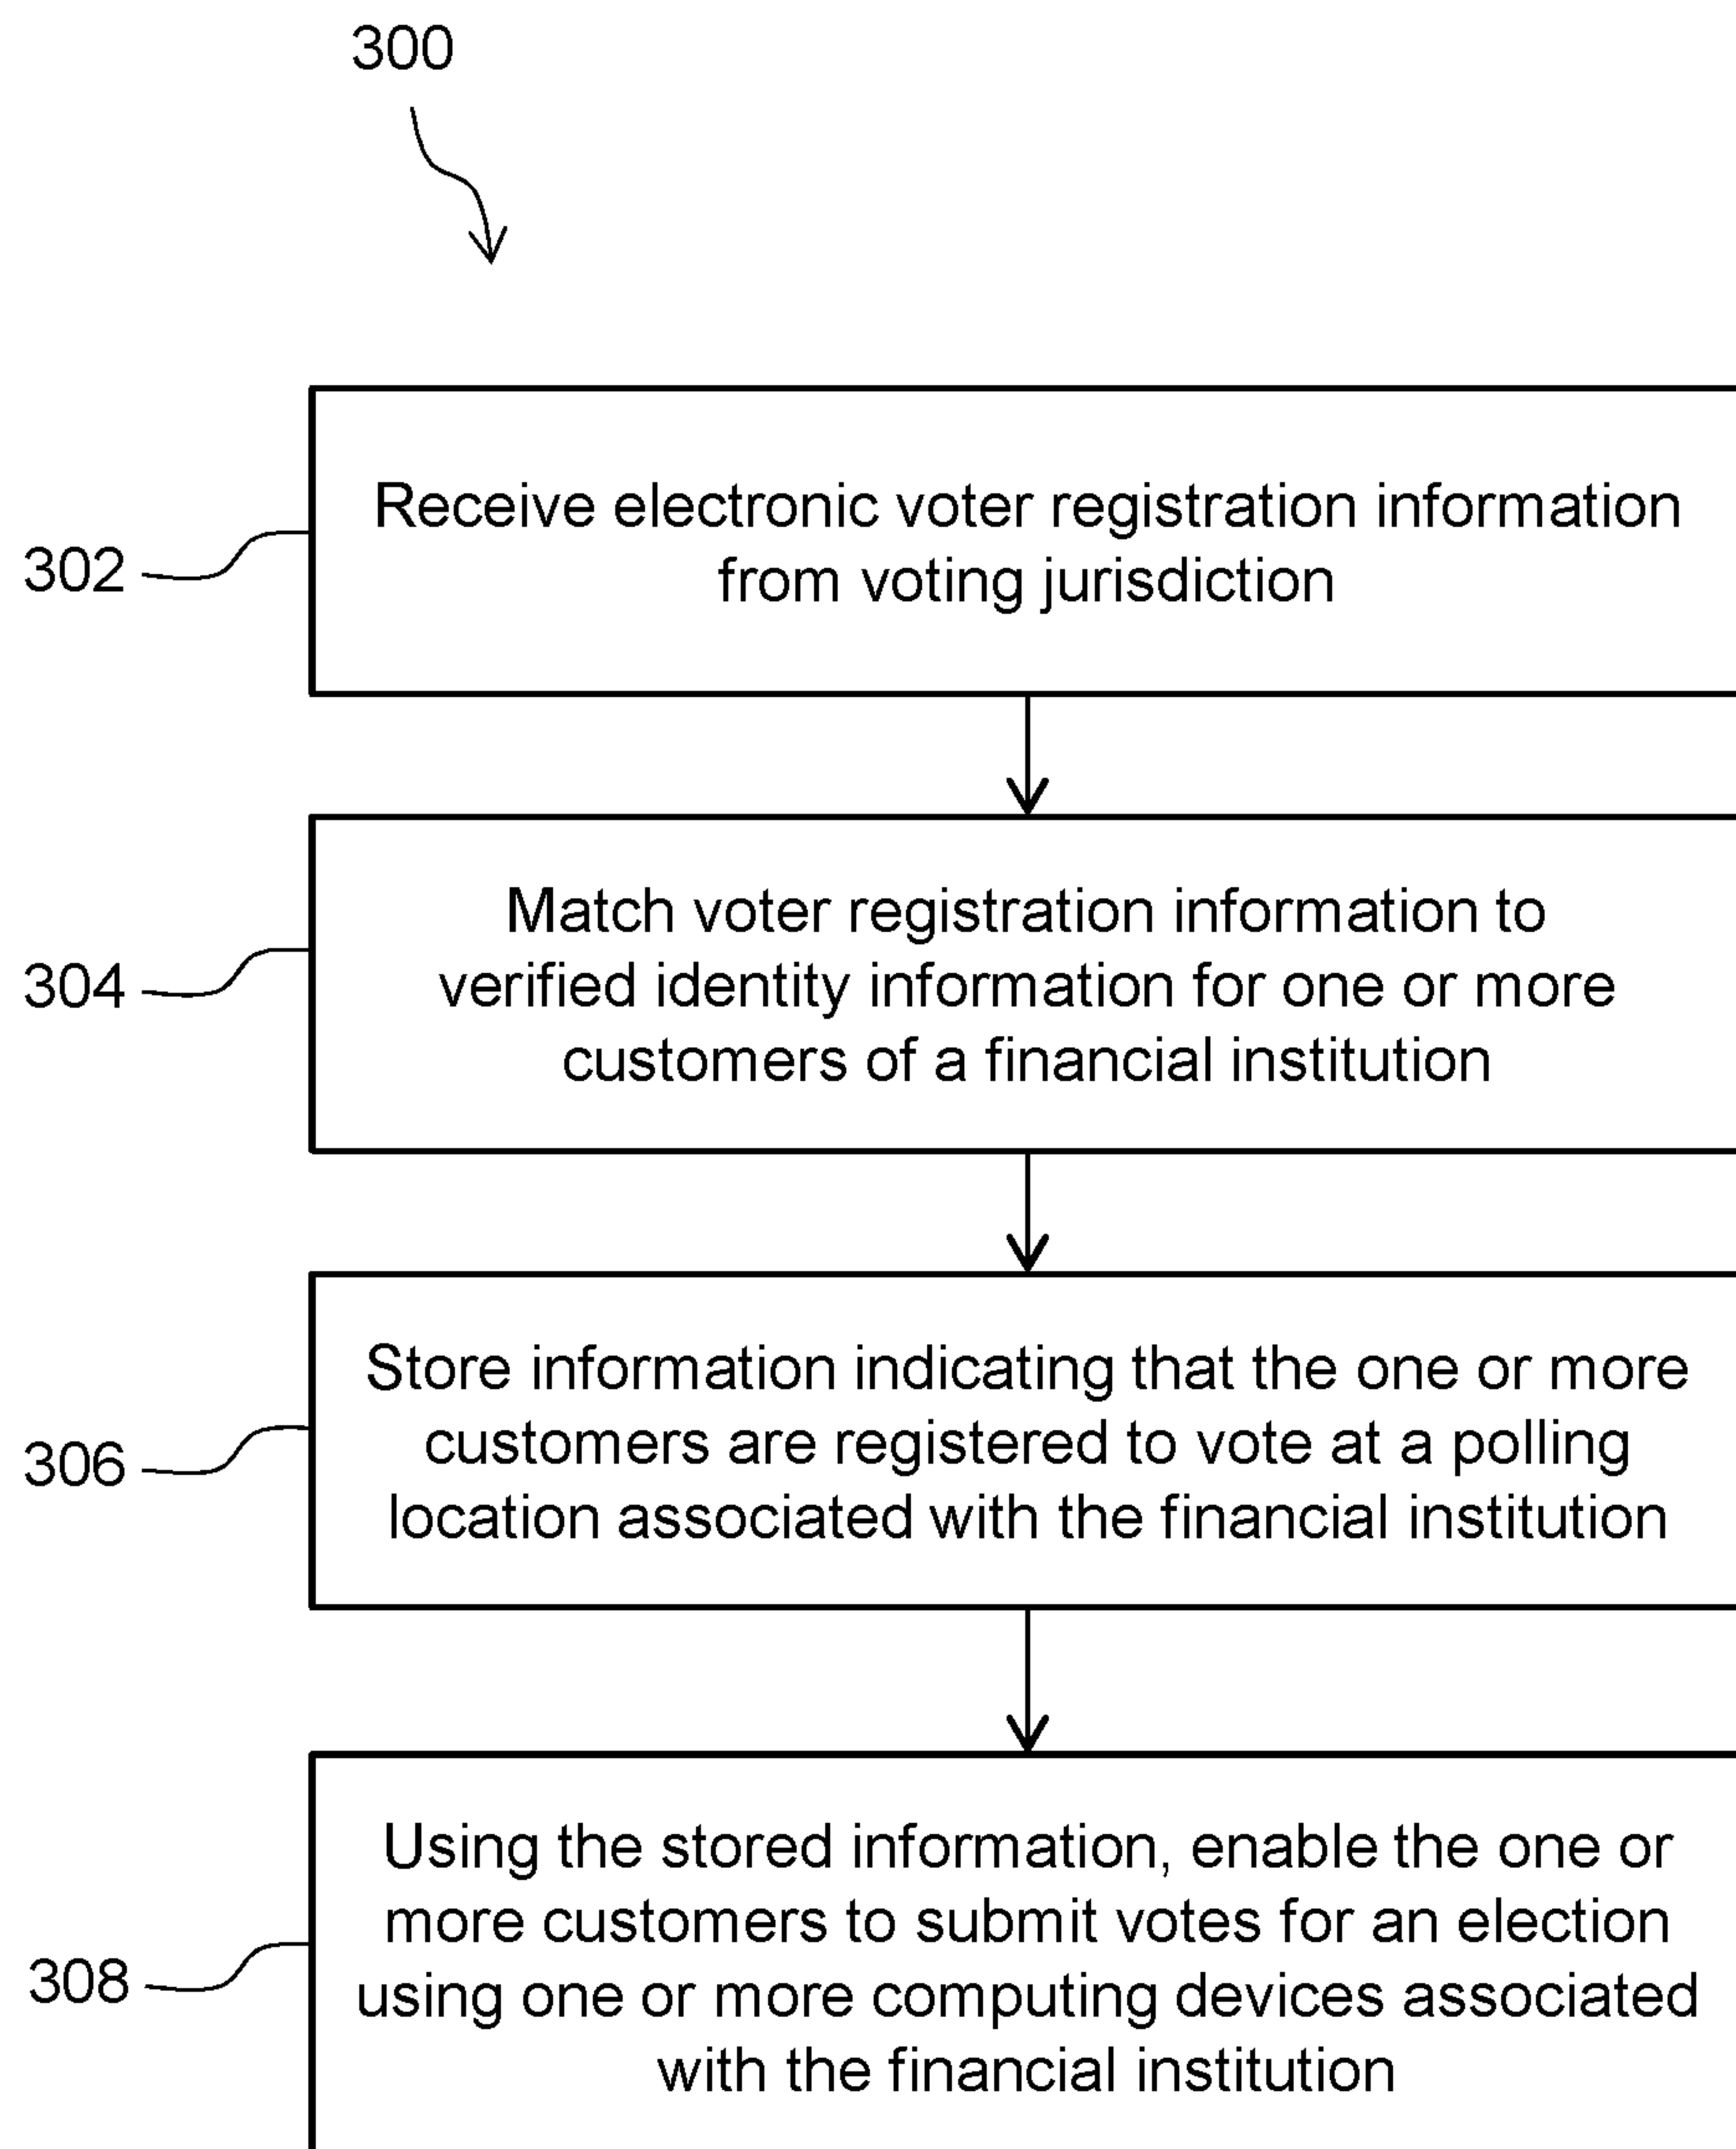 300
302
Receive electronic voter registration information
from voting jurisdiction
304
Match voter registration information to
verified identity information for one or more
customers of a financial institution
306
Store information indicating that the one or more
customers are registered to vote at a polling
location associated with the financial institution
308
Using the stored information, enable the one or
more customers to submit votes for an election
using one or more computing devices associated
with the financial institution